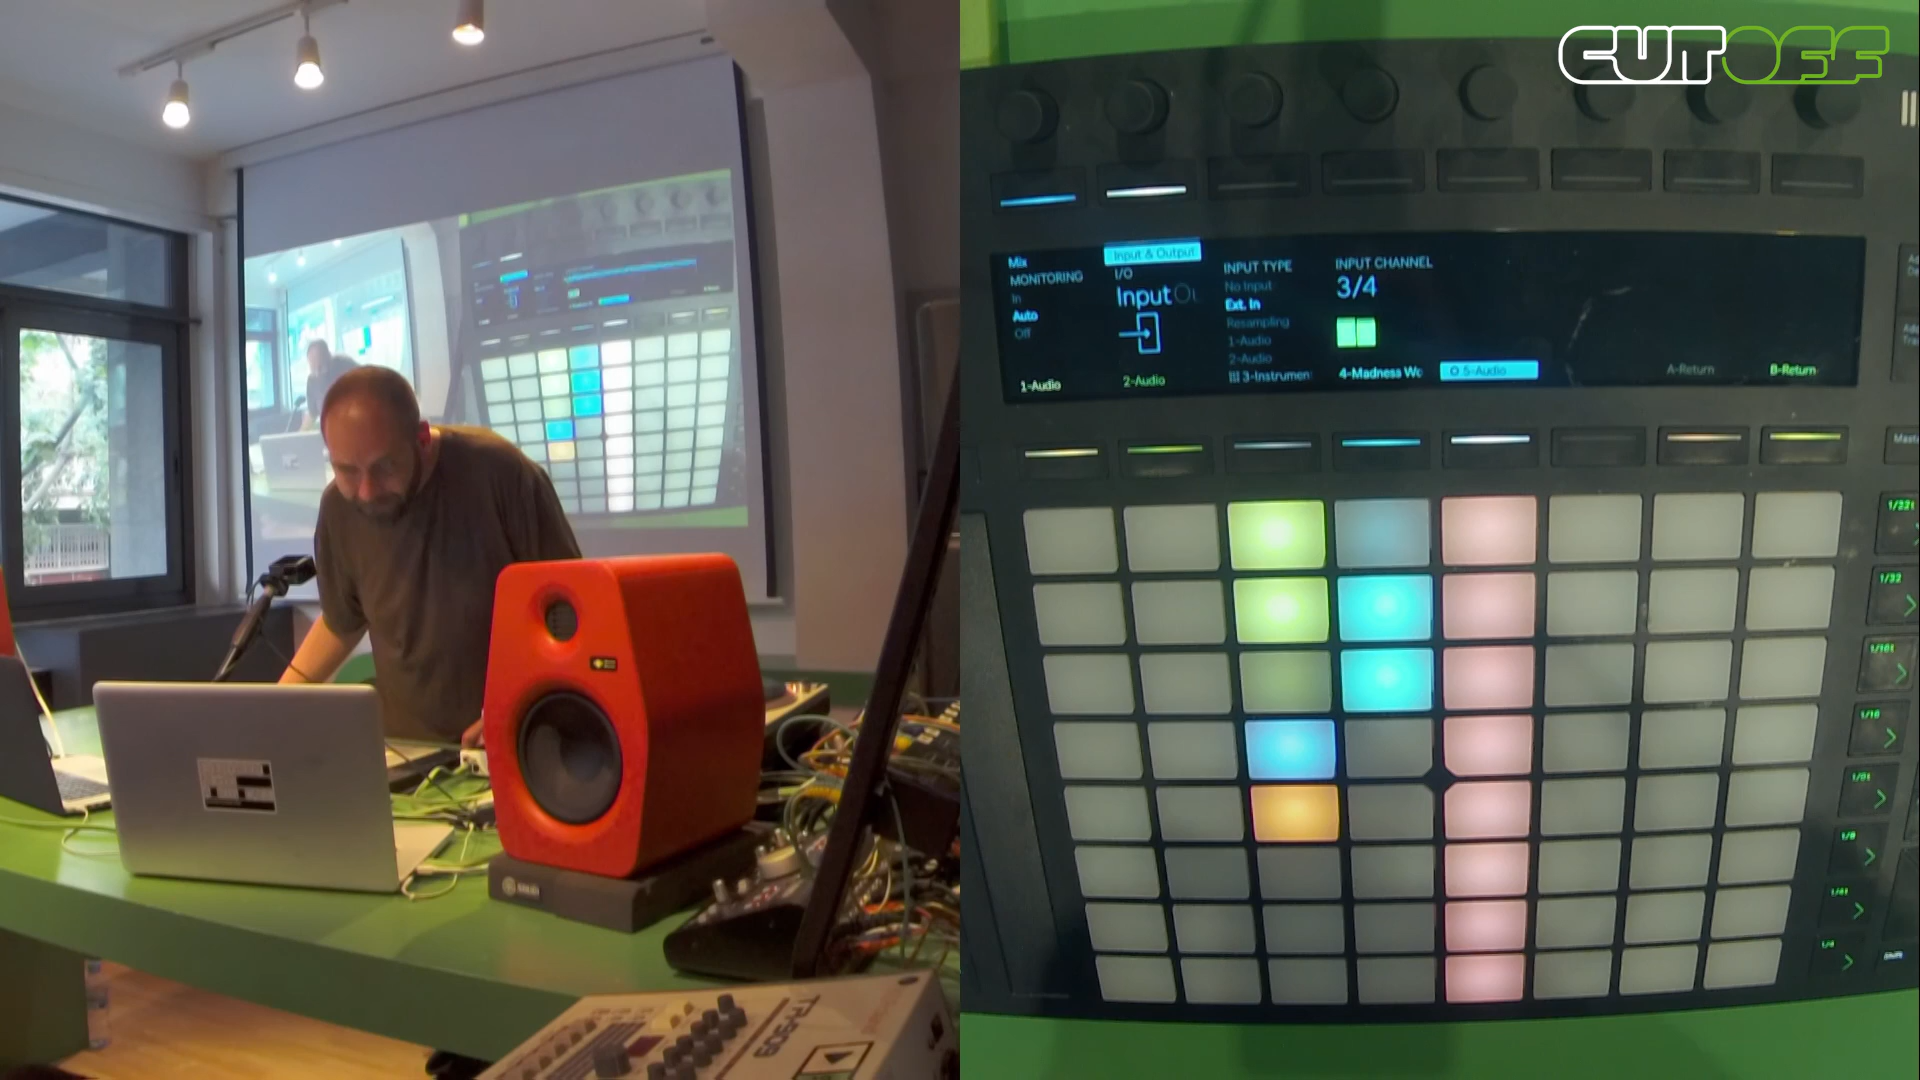 CUTOFF
Mix
Input & Output
MONITORING
I/O
INPUT TYPE
INPUT CHANNEL
In
Input
No Input
3/4
Auto
Ext. In
Off
Resampling
1-Audio
2-Audio
3-Instrumen
1-Audio
2-Audio
4-Madness Wo
5-Audio
A-Return
B-Return
1/32t
1/32
1/16t
1/16
1/8t
1/8
1/4t
1/4
TR-909